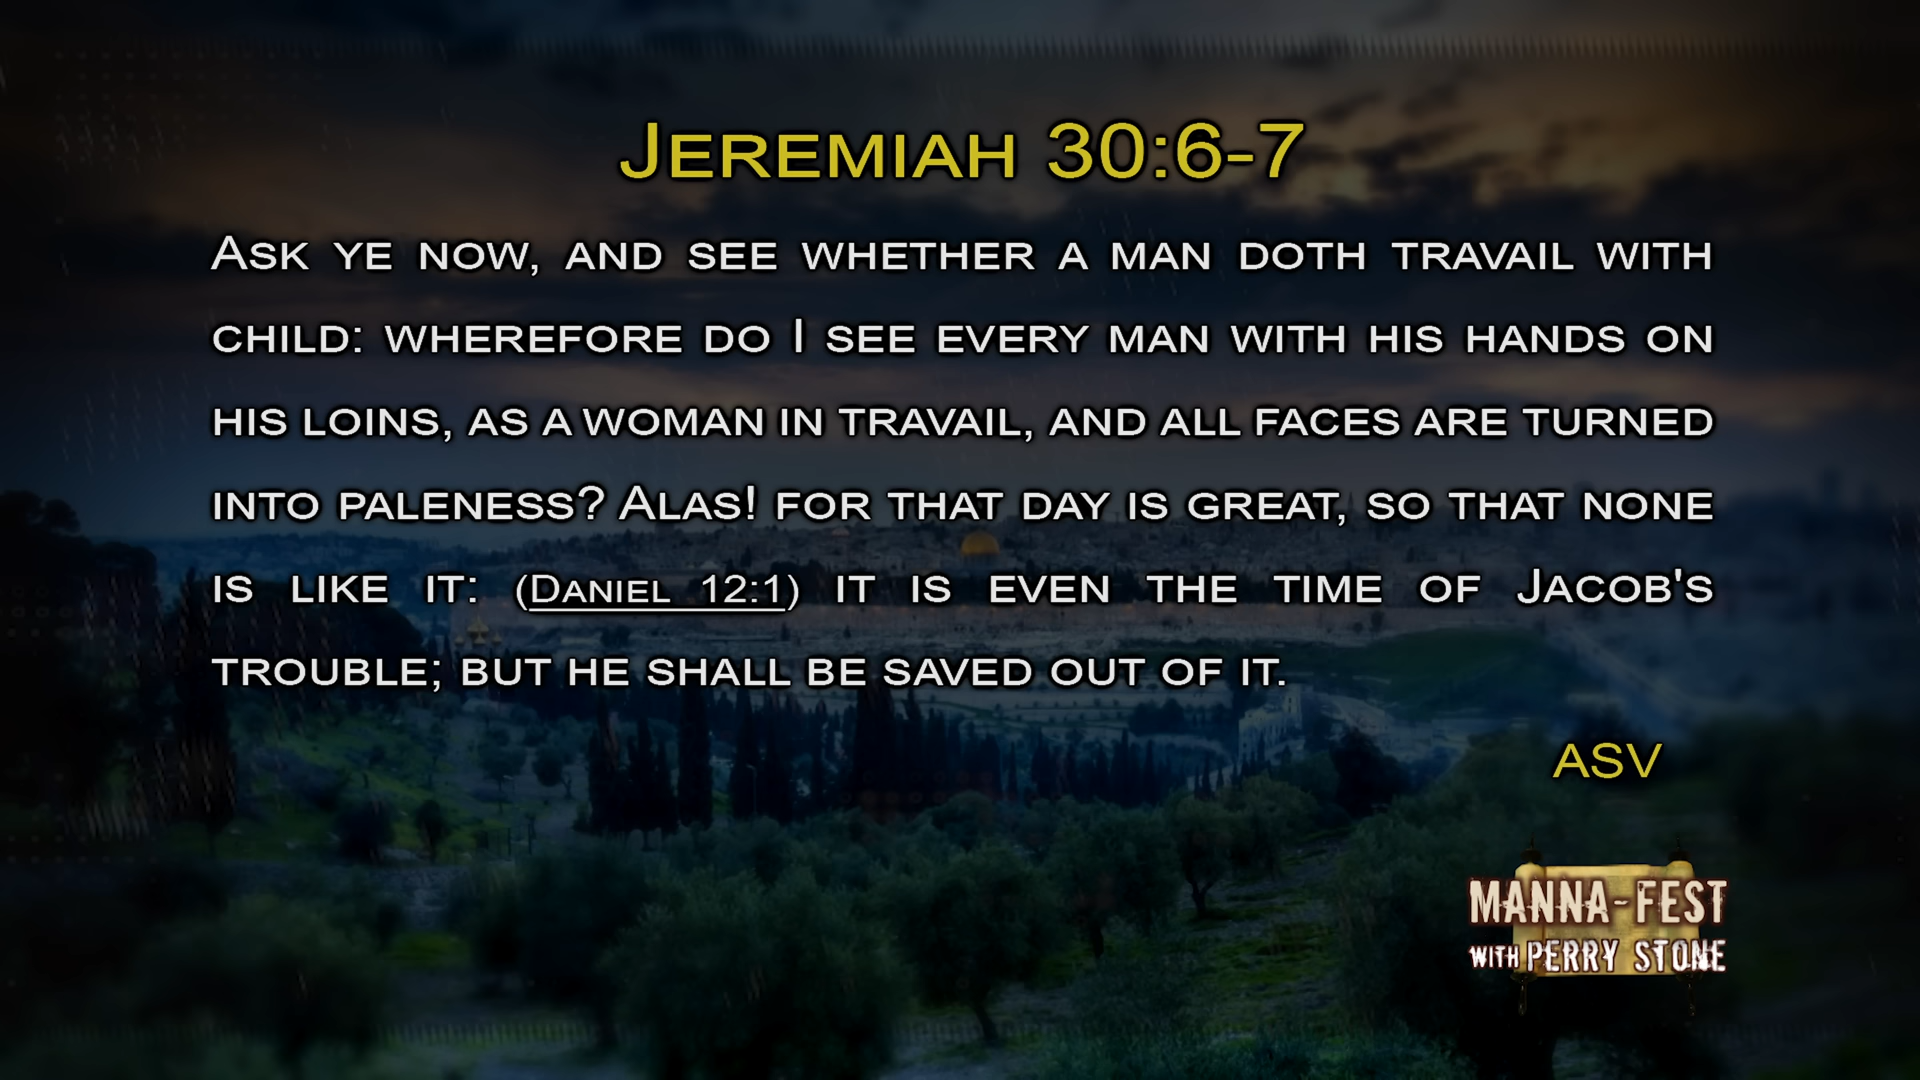 Jeremiah 30:6-7
Ask ye now, and see whether a man doth travail with
child: wherefore do I see every man with his hands on
his loins, as a woman in travail, and all faces are turned
into paleness? Alas! for that day is great, so that none
is like it: (Daniel 12:1) it is even the time of Jacob's
trouble; but he shall be saved out of it.
ASV
MANNA-FEST
WITH PERRY STONE